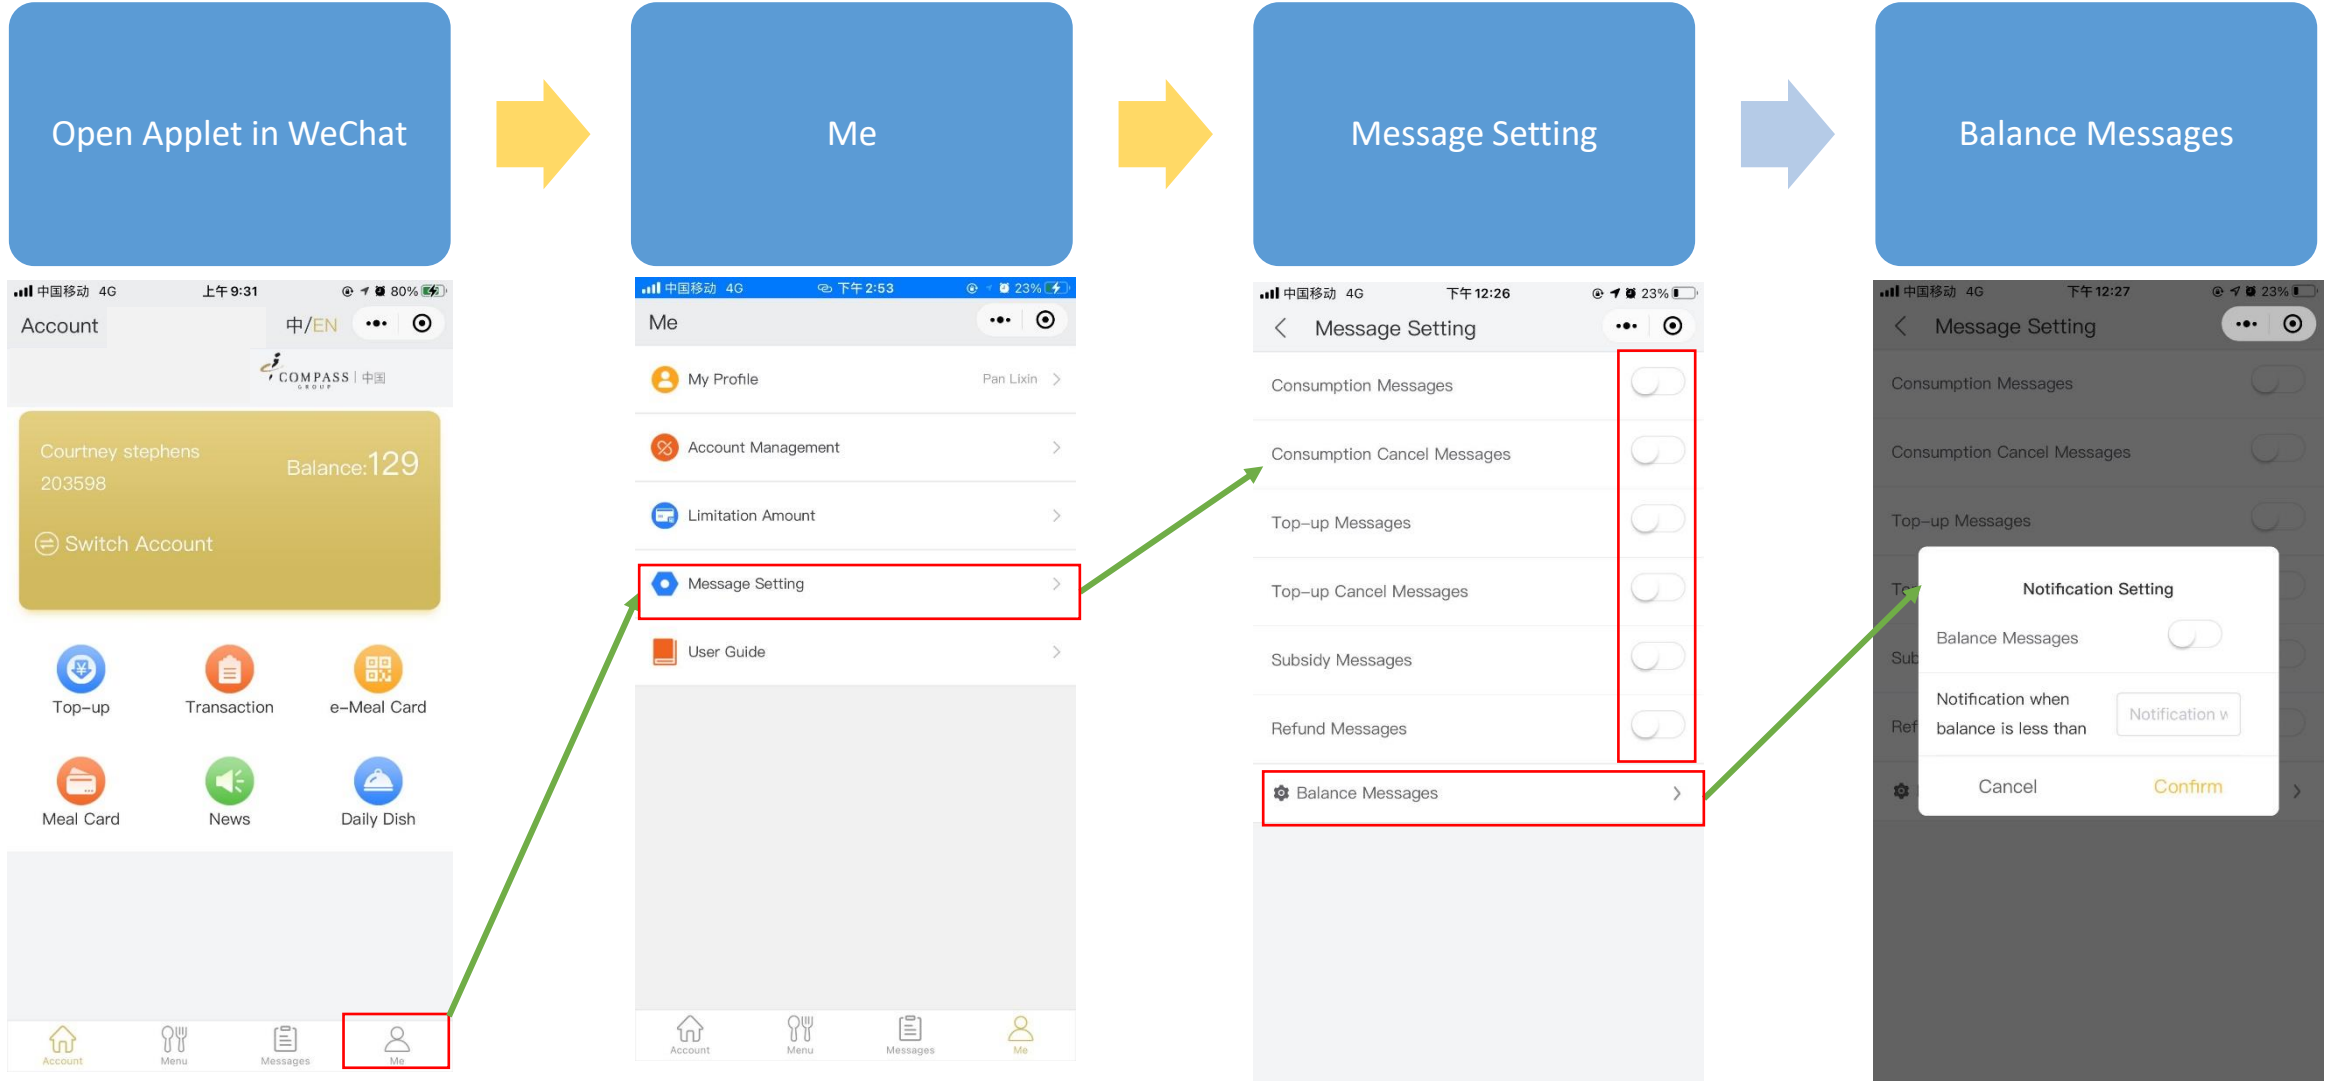 Open Applet in WeChat
Me
Message Setting
Balance Messages
中国移动 4G 上午9:31 80%
Account 中/EN
COMPASS 中国
GROUP
Courtney stephens
203598
Balance:129
Switch Account
Top-up Transaction e-Meal Card
Meal Card News Daily Dish
Account Menu Messages Me
中国移动 4G 下午2:53 23%
Me
My Profile Pan Lixin
Account Management
Limitation Amount
Message Setting
User Guide
Account Menu Messages Me
中国移动 4G 下午12:26 23%
Message Setting
Consumption Messages
Consumption Cancel Messages
Top-up Messages
Top-up Cancel Messages
Subsidy Messages
Refund Messages
Balance Messages
中国移动 4G 下午12:27 23%
Message Setting
Consumption Messages
Consumption Cancel Messages
Top-up Messages
Notification Setting
Balance Messages
Sub
Notification when
balance is less than
Notification w
Ref
Cancel Confirm